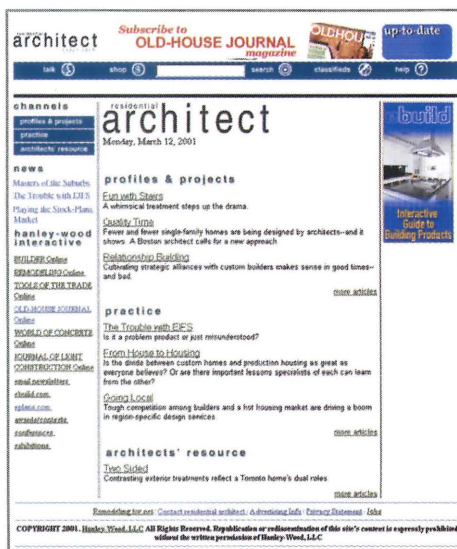 architect
Subscribe to
OLD-HOUSE JOURNAL
magazine
OLDHOU
up-to-date
talk
shop
search
classifieds
help
channels
profiles & projects
practice
architects' resource
news
Masters of the Suburbs
The Trouble with EIFS
Playing the Stock-Plans
Market
hanley-wood
interactive
BUILDER Online
REMODELING Online
TOOLS OF THE TRADE
Online
OLD-HOUSE JOURNAL
Online
WORLD OF CONCRETE
Online
JOURNAL OF LIGHT
CONSTRUCTION Online
email newsletters
ebuild.com
eplans.com
awards/contests
conferences
exhibitions
residential
architect
Monday, March 12, 2001
profiles & projects
Fun with Stairs
A whimsical treatment steps up the drama.
Quality Time
Fewer and fewer single-family homes are being designed by architects--and it
shows. A Boston architect calls for a new approach
Relationship Building
Cultivating strategic alliances with custom builders makes sense in good times--
and bad.
more articles
practice
The Trouble with EIFS
Is it a problem product or just misunderstood?
From House to Housing
Is the divide between custom homes and production housing as great as
everyone believes? Or are there important lessons specialists of each can learn
from the other?
Going Local
Tough competition among builders and a hot housing market are driving a boom
in region-specific design services.
more articles
architects' resource
Two Sided
Contrasting exterior treatments reflect a Toronto home's dual roles.
more articles
ebuild
Interactive
Guide to
Building Products
Remodeling for.net · Contact residential architect · Advertising Info · Privacy Statement · Jobs
COPYRIGHT 2001. Hanley-Wood, LLC All Rights Reserved. Republication or redissemination of this site's content is expressly prohibited
without the written permission of Hanley-Wood, LLC